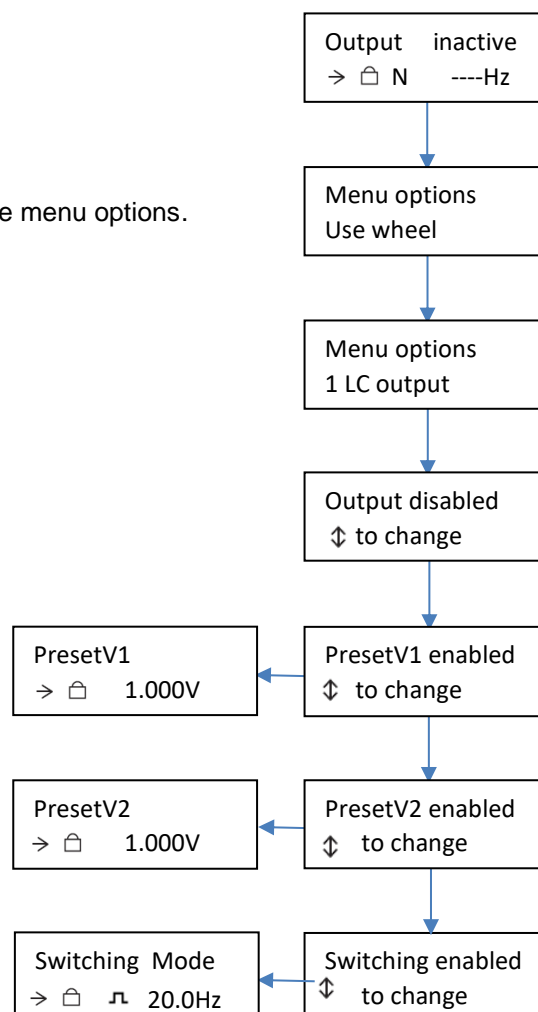 Output inactive
→ N ----Hz
Menu options
Use wheel
e menu options.
Menu options
1 LC output
Output disabled
↕ to change
PresetV1
→ 1.000V
PresetV1 enabled
↕ to change
PresetV2
→ 1.000V
PresetV2 enabled
↕ to change
Switching Mode
→ 20.0Hz
Switching enabled
↕ to change